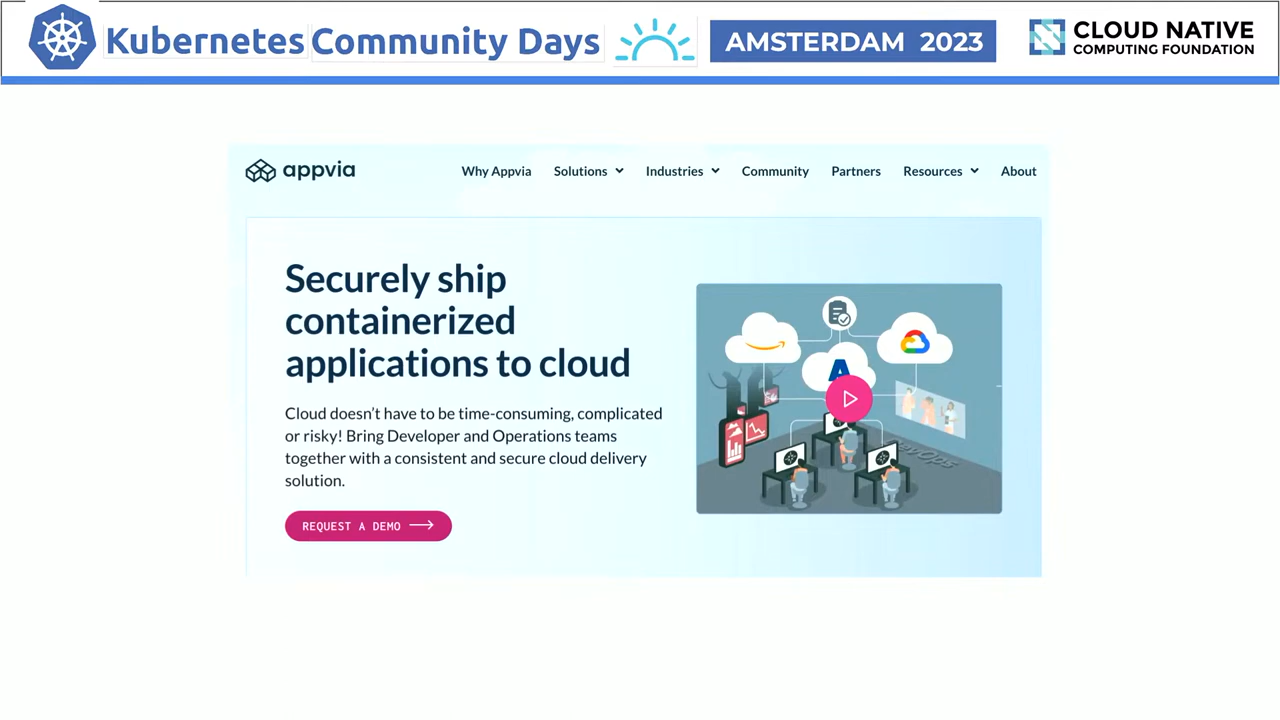 Kubernetes Community Days
AMSTERDAM 2023
CLOUD NATIVE
COMPUTING FOUNDATION
appvia
Why Appvia Solutions Industries Community Partners Resources About
Securely ship
containerized
applications to cloud
Cloud doesn’t have to be time-consuming, complicated
or risky! Bring Developer and Operations teams
together with a consistent and secure cloud delivery
solution.
REQUEST A DEMO
A
DevOps